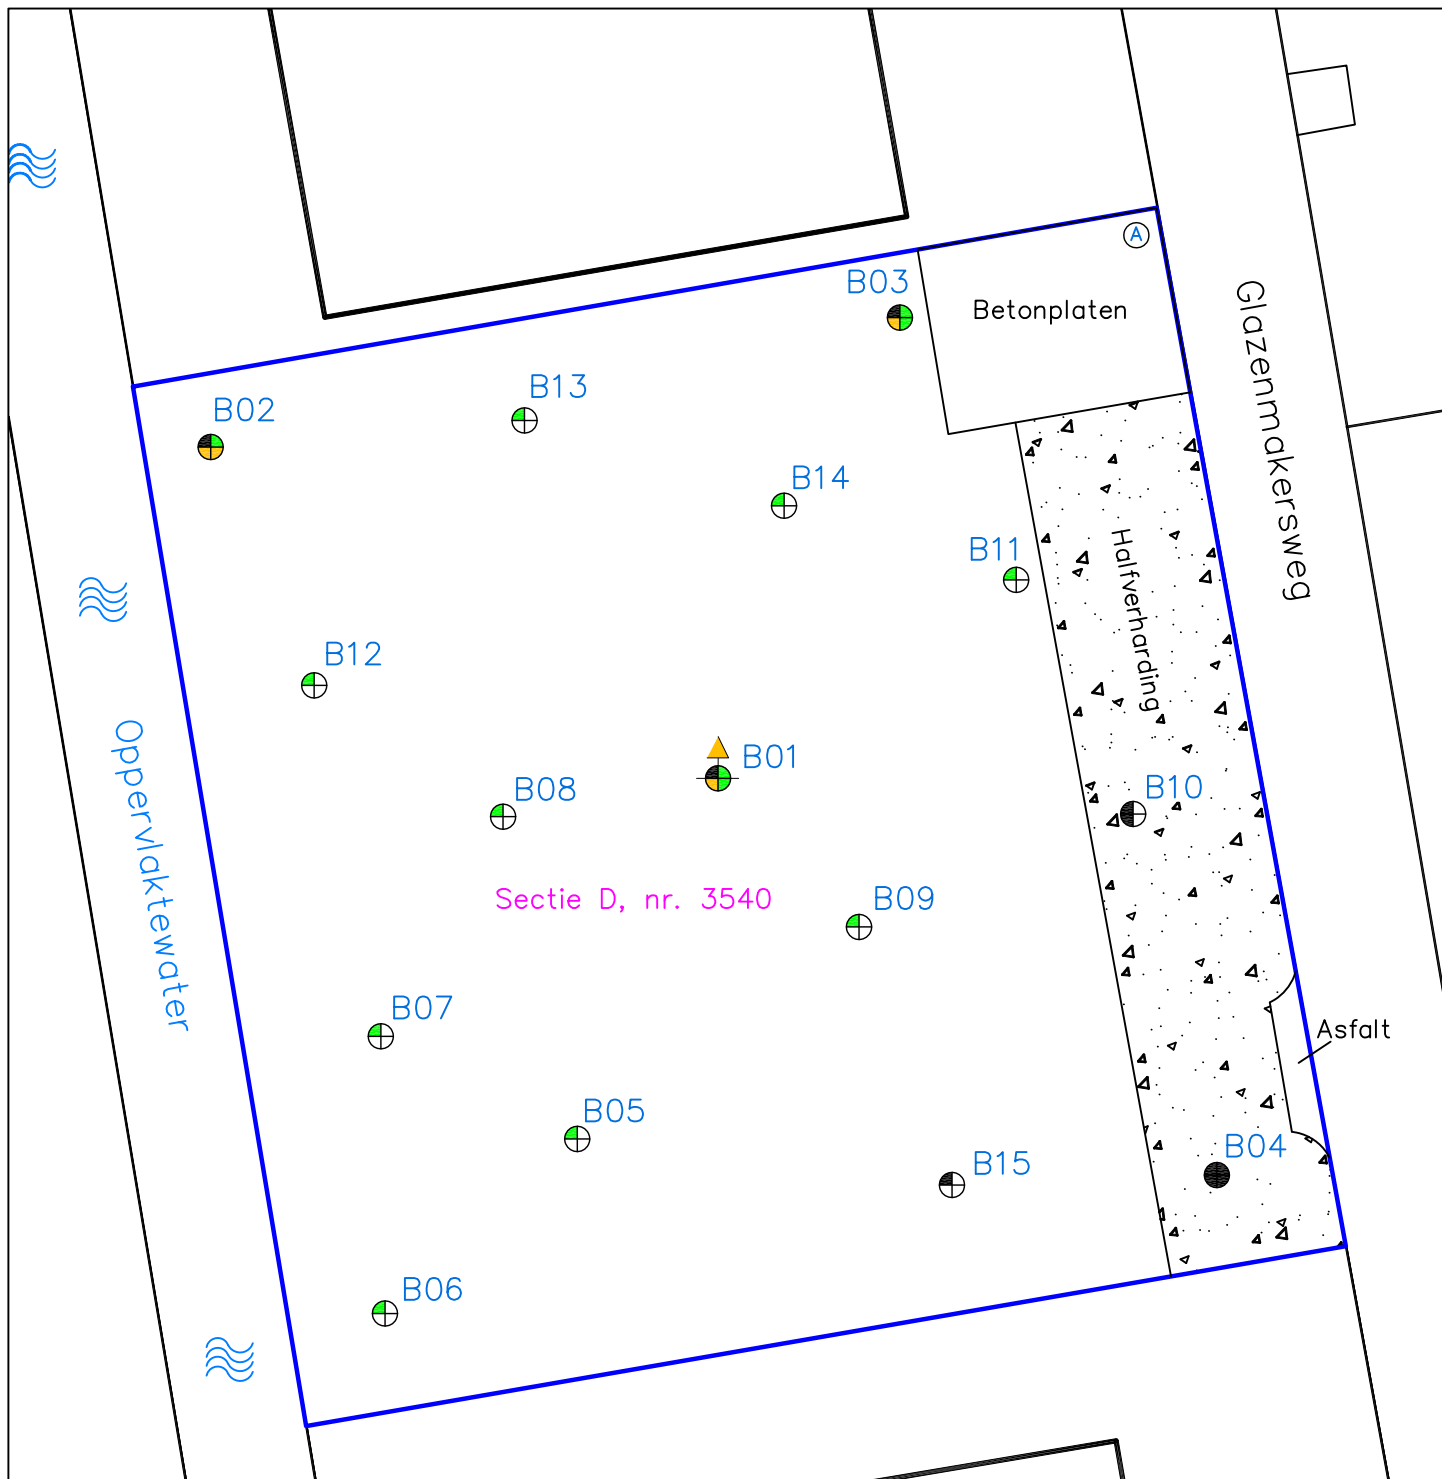 A
B03
Betonplaten
Glazenmakersweg
B13
B02
B14
B11
Halfverharding
B12
B01
Oppervlaktewater
B08
B10
Sectie D, nr. 3540
B09
B07
Asfalt
B05
B04
B15
B06